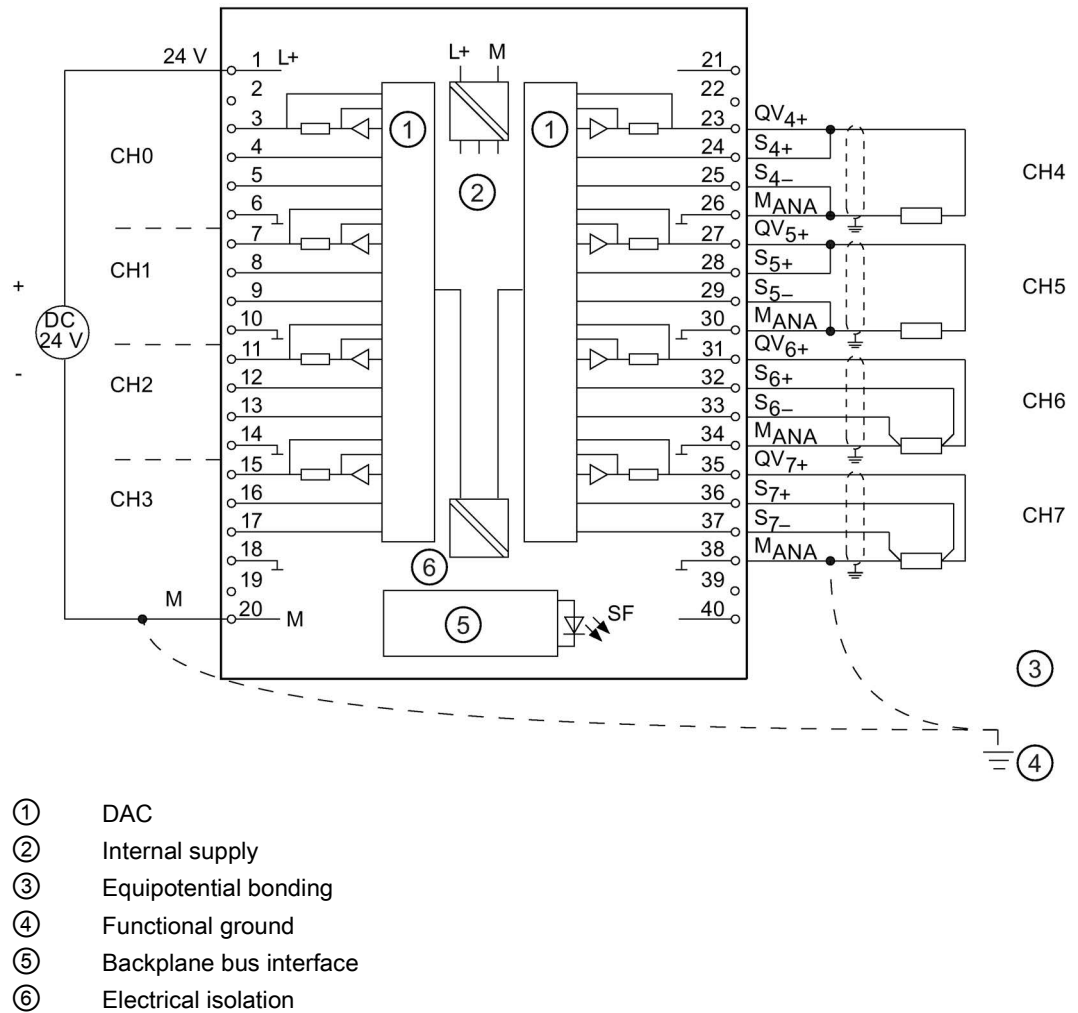 24 V 1 L+ L+ M 21
2 22
3 1 1 23 QV4+
CH0 4 24 S4+ CH4
5 2 25 S4–
6 26 MANA
7 27 QV5+
CH1 8 28 S5+ CH5
+ 9 29 S5–
DC 24 V 10 30 MANA
11 31 QV6+
- CH2 12 32 S6+ CH6
13 33 S6–
14 34 MANA
15 35 QV7+
CH3 16 36 S7+ CH7
17 37 S7–
18 6 38 MANA
19 39
M 20 M 5 SF 40
3
4
1 DAC
2 Internal supply
3 Equipotential bonding
4 Functional ground
5 Backplane bus interface
6 Electrical isolation